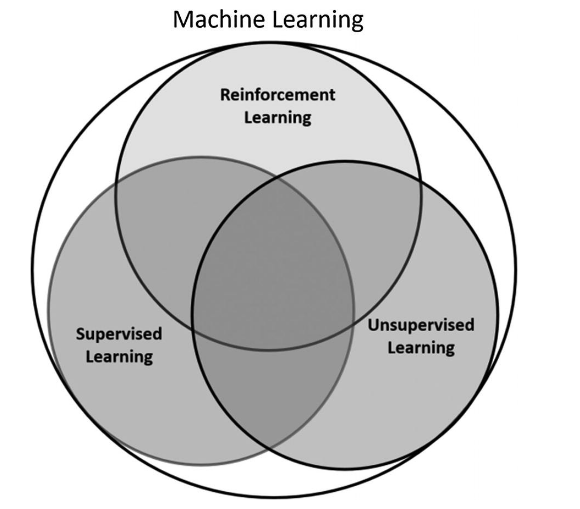 Machine Learning
Reinforcement
Learning
Supervised
Learning
Unsupervised
Learning